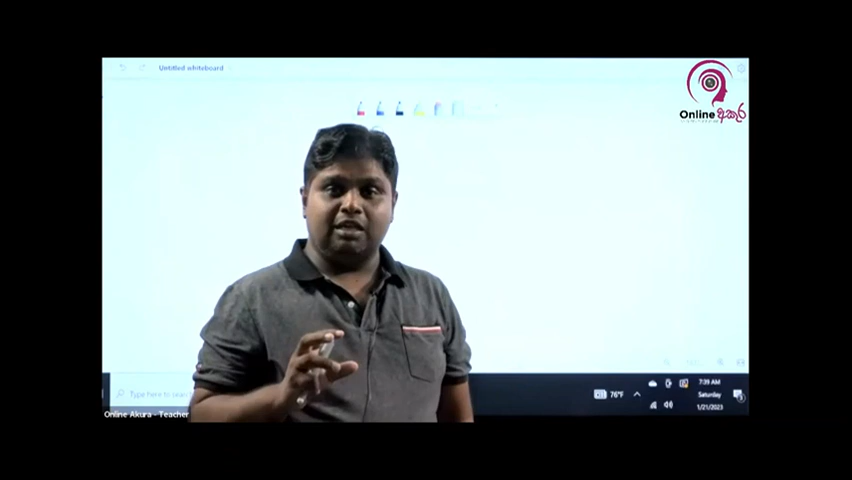 Untitled whiteboard
Online අකුර
Type here to search
76°F
7:39 AM
Saturday
1/21/2023
Online Akura - Teacher